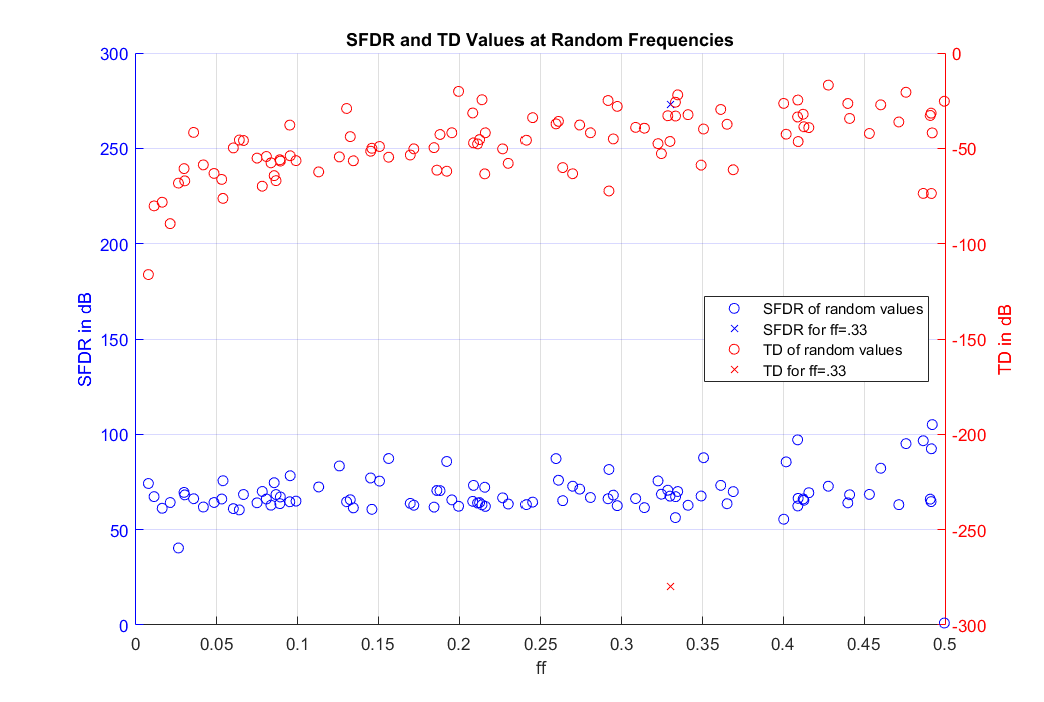 SFDR and TD Values at Random Frequencies
300
250
200
150
100
50
0
SFDR in dB
0
-50
-100
-150
-200
-250
-300
TD in dB
SFDR of random values
SFDR for ff=.33
TD of random values
TD for ff=.33
0 0.05 0.1 0.15 0.2 0.25 0.3 0.35 0.4 0.45 0.5
ff